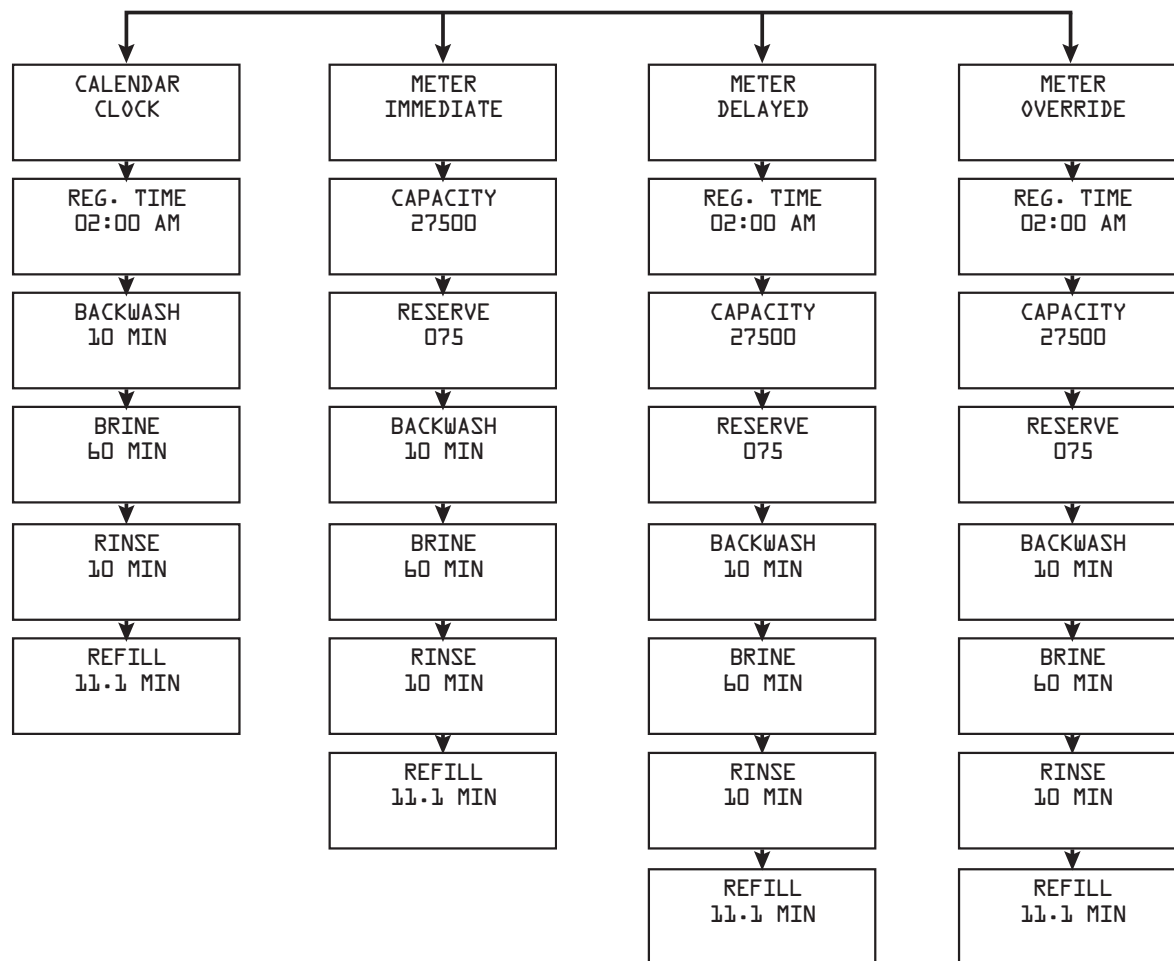 CALENDAR
CLOCK
REG. TIME
02:00 AM
BACKWASH
10 MIN
BRINE
60 MIN
RINSE
10 MIN
REFILL
11.1 MIN
METER
IMMEDIATE
CAPACITY
27500
RESERVE
075
BACKWASH
10 MIN
BRINE
60 MIN
RINSE
10 MIN
REFILL
11.1 MIN
METER
DELAYED
REG. TIME
02:00 AM
CAPACITY
27500
RESERVE
075
BACKWASH
10 MIN
BRINE
60 MIN
RINSE
10 MIN
REFILL
11.1 MIN
METER
OVERRIDE
REG. TIME
02:00 AM
CAPACITY
27500
RESERVE
075
BACKWASH
10 MIN
BRINE
60 MIN
RINSE
10 MIN
REFILL
11.1 MIN